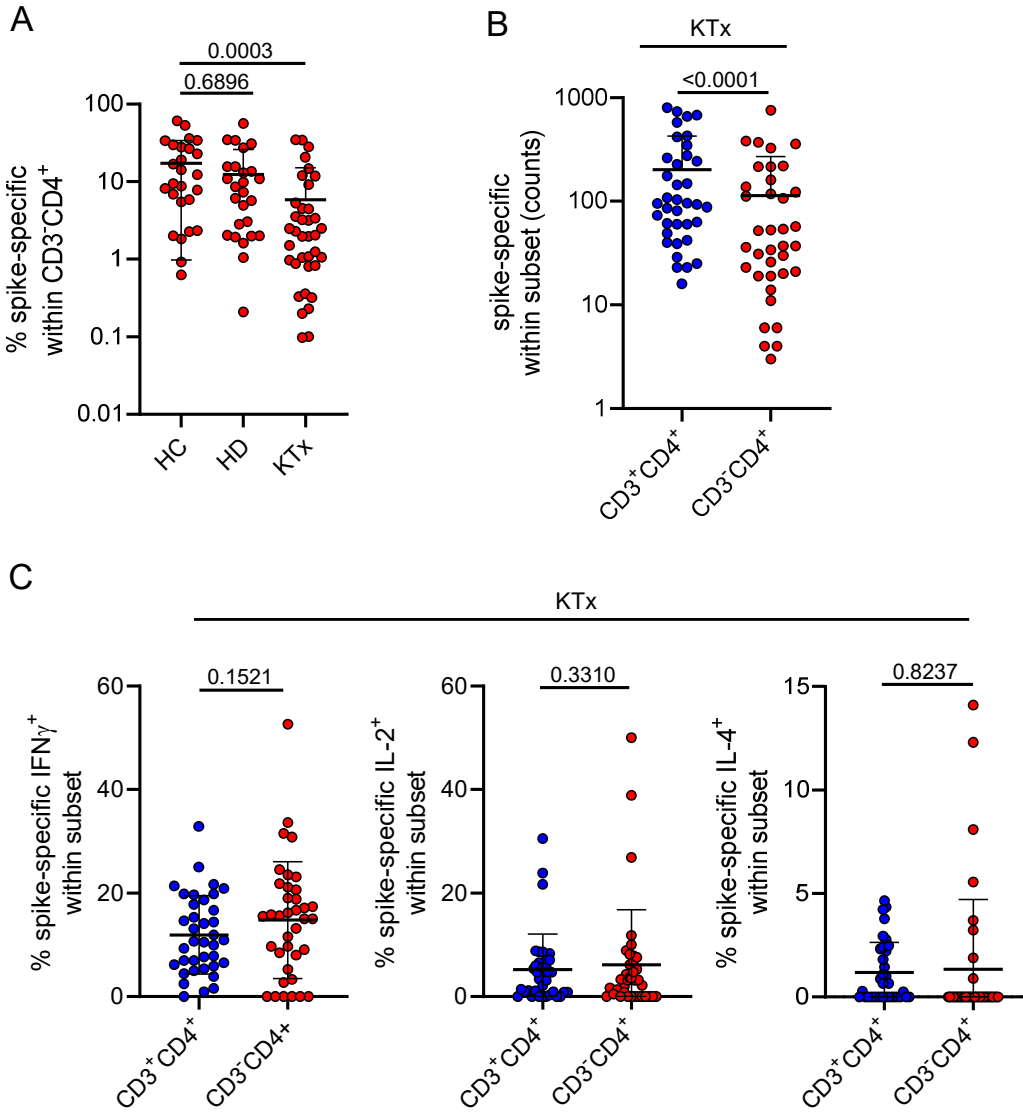 A
0.0003
0.6896
100
10
1
0.1
0.01
% spike-specific
within CD3⁻CD4⁺
HC
HD
KTx
B
KTx
<0.0001
1000
100
10
1
spike-specific
within subset (counts)
CD3⁺CD4⁺
CD3⁻CD4⁺
C
KTx
0.1521
60
40
20
0
% spike-specific IFNγ⁺
within subset
CD3⁺CD4⁺
CD3⁻CD4+
0.3310
60
40
20
0
% spike-specific IL-2⁺
within subset
CD3⁺CD4⁺
CD3⁻CD4⁺
0.8237
15
10
5
0
% spike-specific IL-4⁺
within subset
CD3⁺CD4⁺
CD3⁻CD4⁺